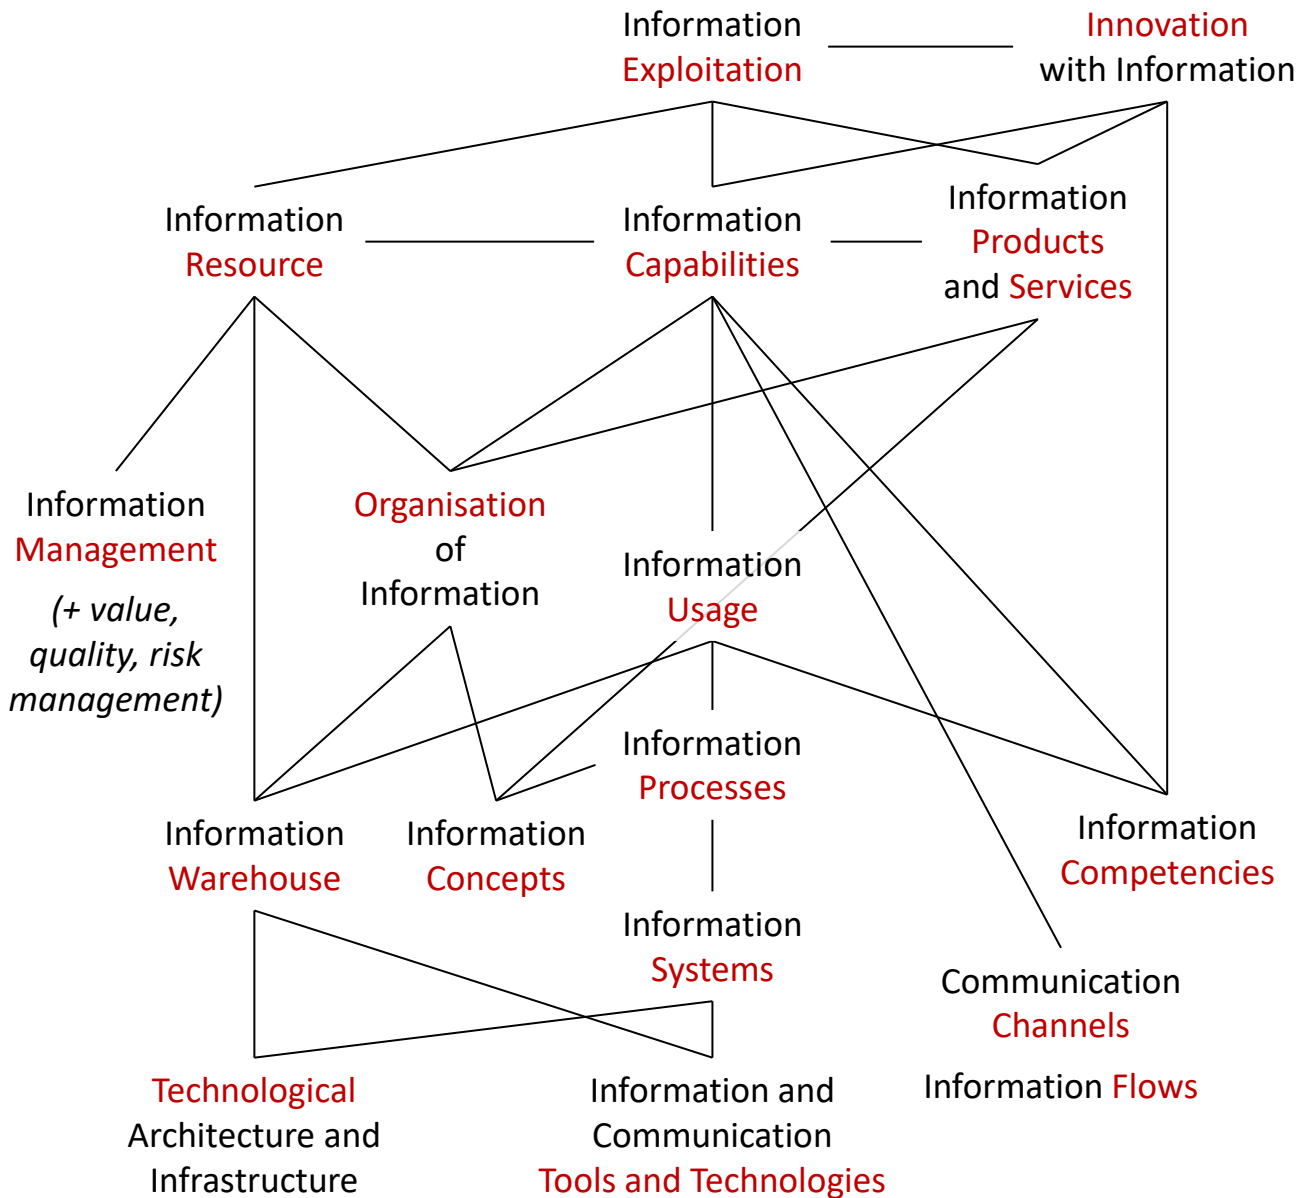 Information
Exploitation
Innovation
with Information
Information
Resource
Information
Capabilities
Information
Products
and Services
Information
Management
(+ value,
quality, risk
management)
Organisation
of
Information
Information
Usage
Information
Processes
Information
Warehouse
Information
Concepts
Information
Competencies
Information
Systems
Communication
Channels
Information Flows
Technological
Architecture and
Infrastructure
Information and
Communication
Tools and Technologies